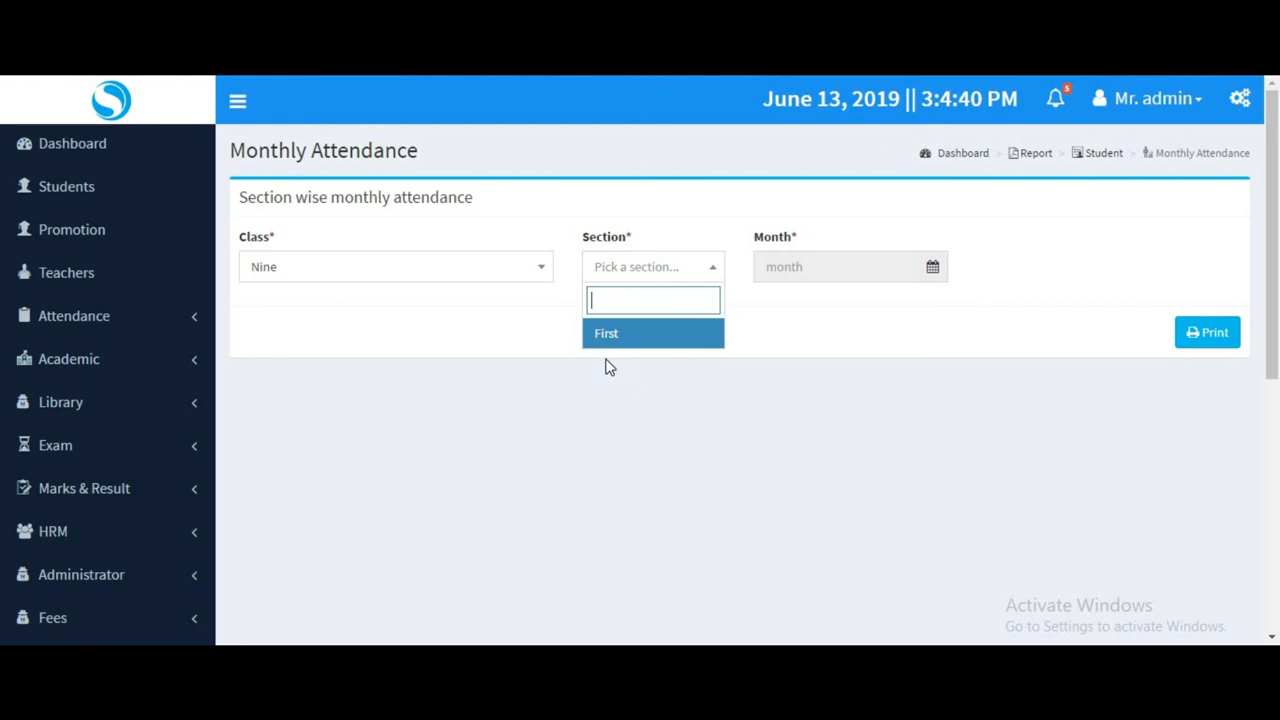 June 13, 2019 || 3:4:40 PM
5
Mr. admin
Dashboard
Students
Promotion
Teachers
Attendance
Academic
Library
Exam
Marks & Result
HRM
Administrator
Fees
Monthly Attendance
Dashboard > Report > Student > Monthly Attendance
Section wise monthly attendance
Class* Section* Month*
Nine Pick a section... month
First
Print
Activate Windows
Go to Settings to activate Windows.